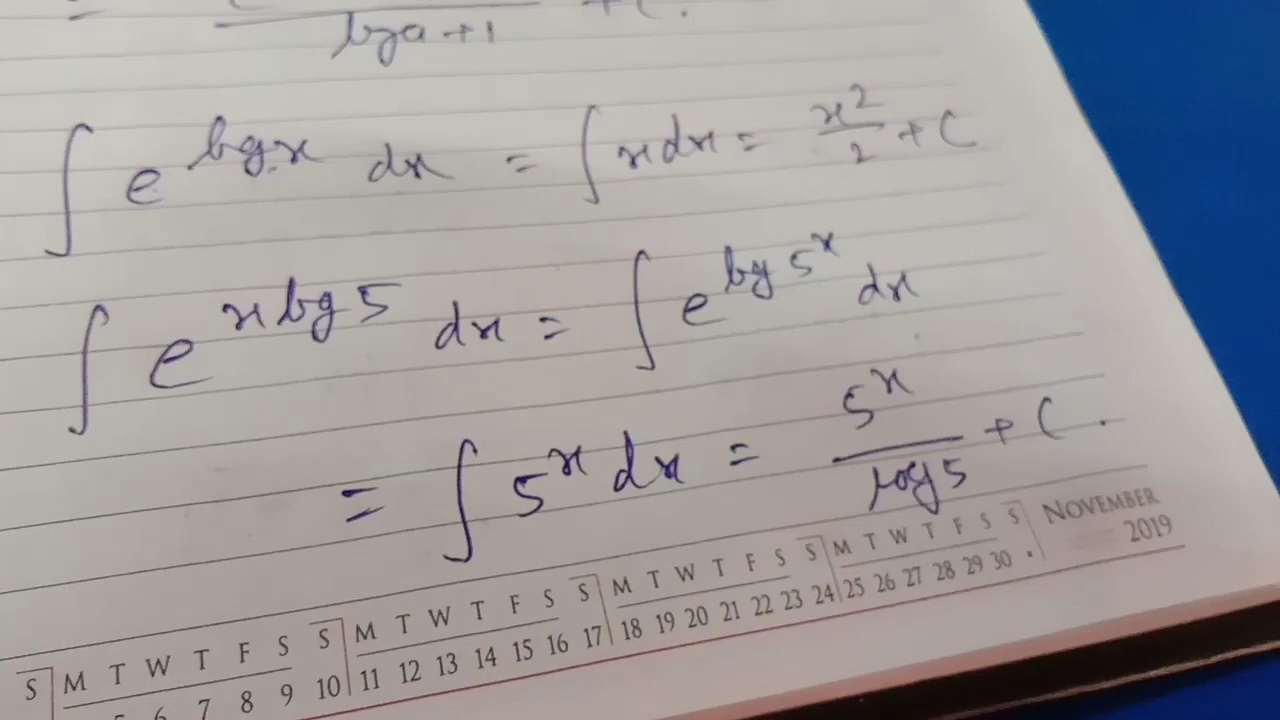 = ――― + C.
log a + 1
∫ e^{log x} dx = ∫ x dx = x²/2 + C
∫ e^{x log 5} dx = ∫ e^{log 5^x} dx
= ∫ 5^x dx = 5^x/log 5 + C.
NOVEMBER 2019
S M T W T F S S M T W T F S S M T W T F S S M T W T F S S
6 7 8 9 10 11 12 13 14 15 16 17 18 19 20 21 22 23 24 25 26 27 28 29 30 .